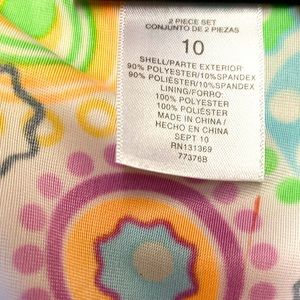 2 PIECE SET
CONJUNTO DE 2 PIEZAS
10
SHELL/PARTE EXTERIOR
90% POLYESTER/10%SPANDEX
90% POLIÉSTER/10%SPANDEX
LINING/FORRO:
100% POLYESTER
100% POLIÉSTER
MADE IN CHINA /
HECHO EN CHINA
SEPT 10
RN131369
77376B